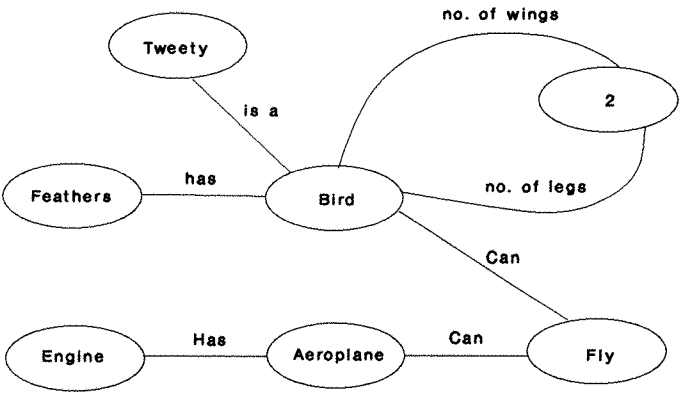 no. of wings
Tweety
2
is a
has
no. of legs
Feathers
Bird
Can
Has
Can
Engine
Aeroplane
Fly